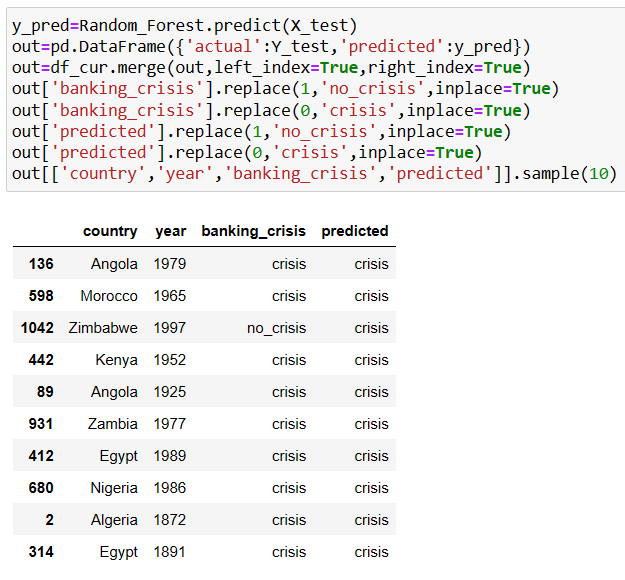 y_pred=Random_Forest.predict(X_test)
out=pd.DataFrame({'actual':Y_test,'predicted':y_pred})
out=df_cur.merge(out,left_index=True,right_index=True)
out['banking_crisis'].replace(1,'no_crisis',inplace=True)
out['banking_crisis'].replace(0,'crisis',inplace=True)
out['predicted'].replace(1,'no_crisis',inplace=True)
out['predicted'].replace(0,'crisis',inplace=True)
out[['country','year','banking_crisis','predicted']].sample(10)
country year banking_crisis predicted
136 Angola 1979 crisis crisis
598 Morocco 1965 crisis crisis
1042 Zimbabwe 1997 no_crisis crisis
442 Kenya 1952 crisis crisis
89 Angola 1925 crisis crisis
931 Zambia 1977 crisis crisis
412 Egypt 1989 crisis crisis
680 Nigeria 1986 crisis crisis
2 Algeria 1872 crisis crisis
314 Egypt 1891 crisis crisis